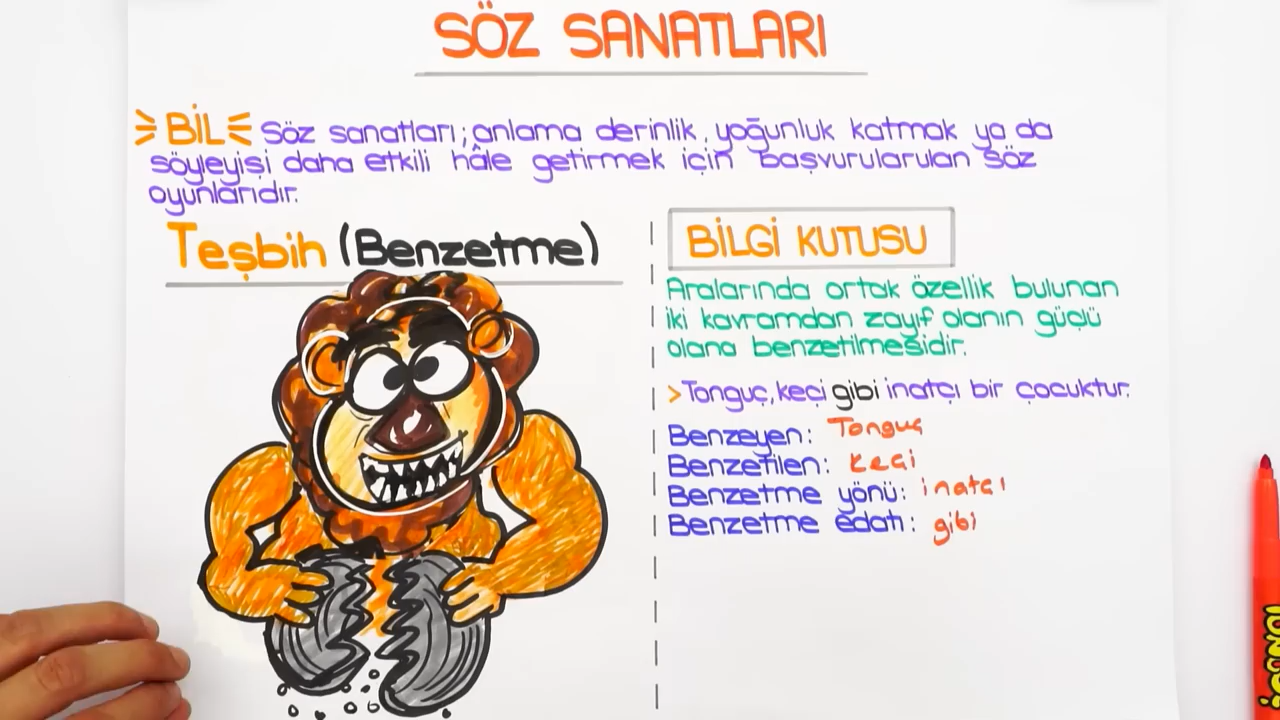 SÖZ SANATLARI
BİL Söz sanatları; anlama derinlik, yoğunluk katmak ya da
söyleyişi daha etkili hâle getirmek için başvurularulan söz
oyunlarıdır.
Teşbih (Benzetme)
BİLGİ KUTUSU
Aralarında ortak özellik bulunan
iki kavramdan zayıf olanın güçlü
olana benzetilmesidir.
>Tonguç, keçi gibi inatçı bir çocuktur.
Benzeyen: Tonguç
Benzetilen: keçi
Benzetme yönü: inatçı
Benzetme edatı: gibi